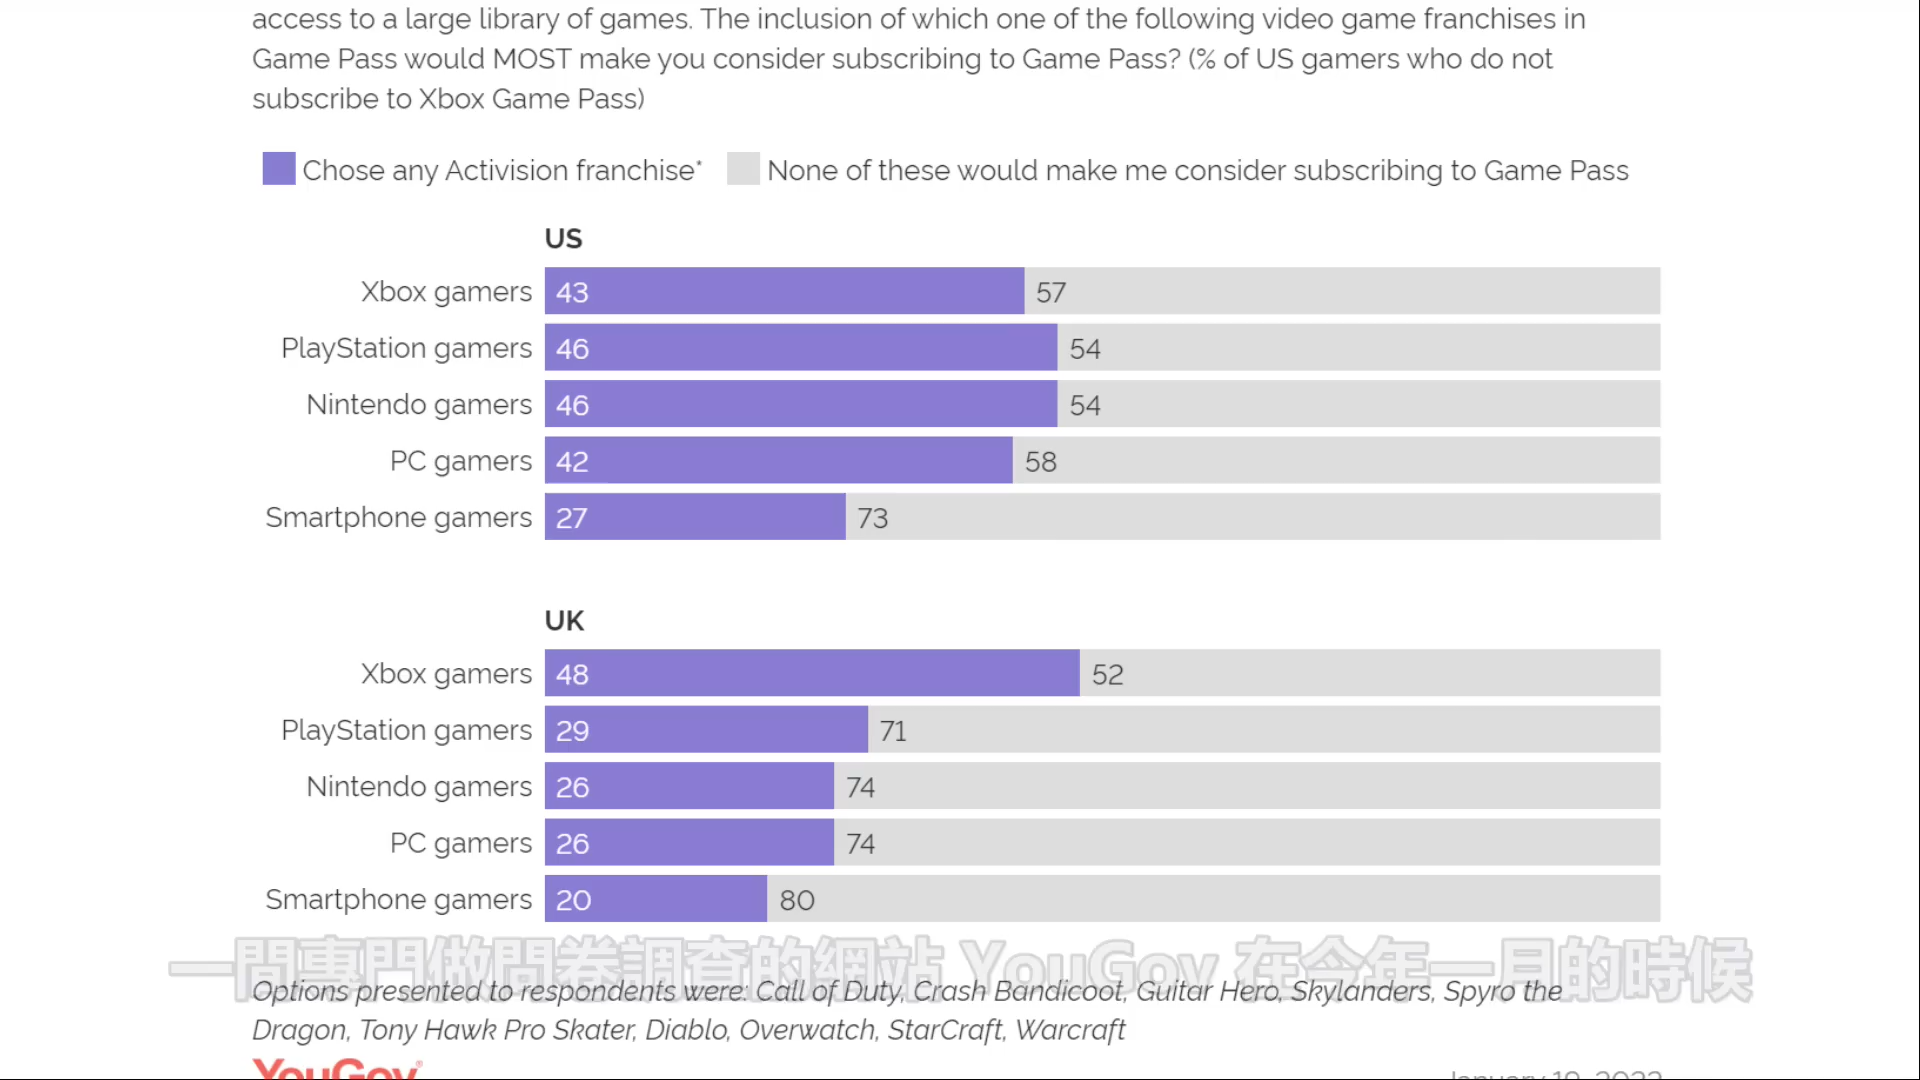 access to a large library of games. The inclusion of which one of the following video game franchises in
Game Pass would MOST make you consider subscribing to Game Pass? (% of US gamers who do not
subscribe to Xbox Game Pass)
Chose any Activision franchise* None of these would make me consider subscribing to Game Pass
US
Xbox gamers 43 57
PlayStation gamers 46 54
Nintendo gamers 46 54
PC gamers 42 58
Smartphone gamers 27 73
UK
Xbox gamers 48 52
PlayStation gamers 29 71
Nintendo gamers 26 74
PC gamers 26 74
Smartphone gamers 20 80
一間專門做問卷調查的網站 YouGov 在今年一月的時候
Options presented to respondents were: Call of Duty, Crash Bandicoot, Guitar Hero, Skylanders, Spyro the
Dragon, Tony Hawk Pro Skater, Diablo, Overwatch, StarCraft, Warcraft
YouGov®